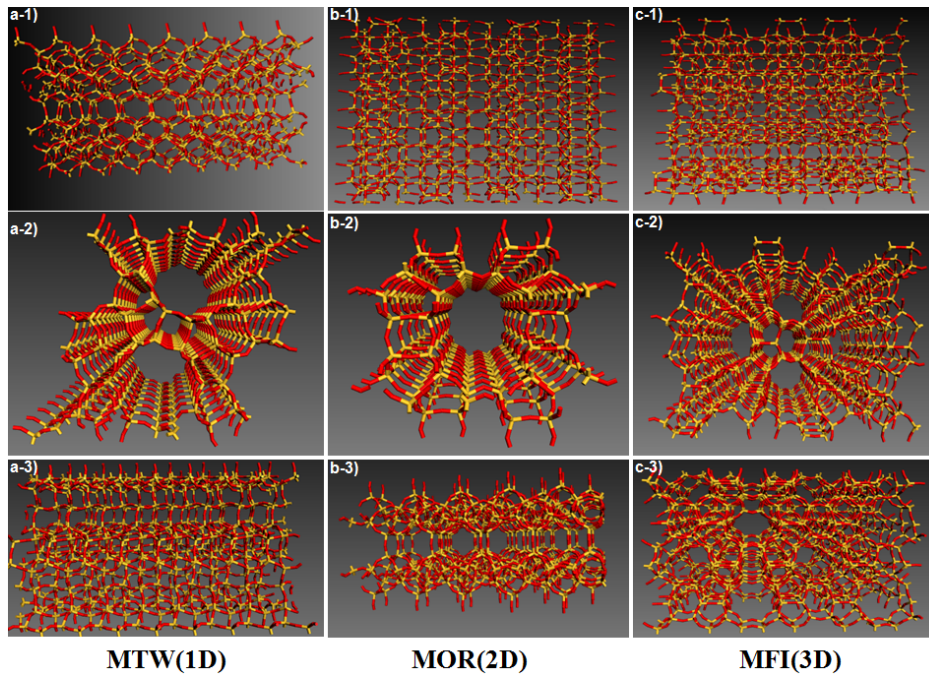 a-1)
b-1)
c-1)
a-2)
b-2)
c-2)
a-3)
b-3)
c-3)
MTW(1D)
MOR(2D)
MFI(3D)